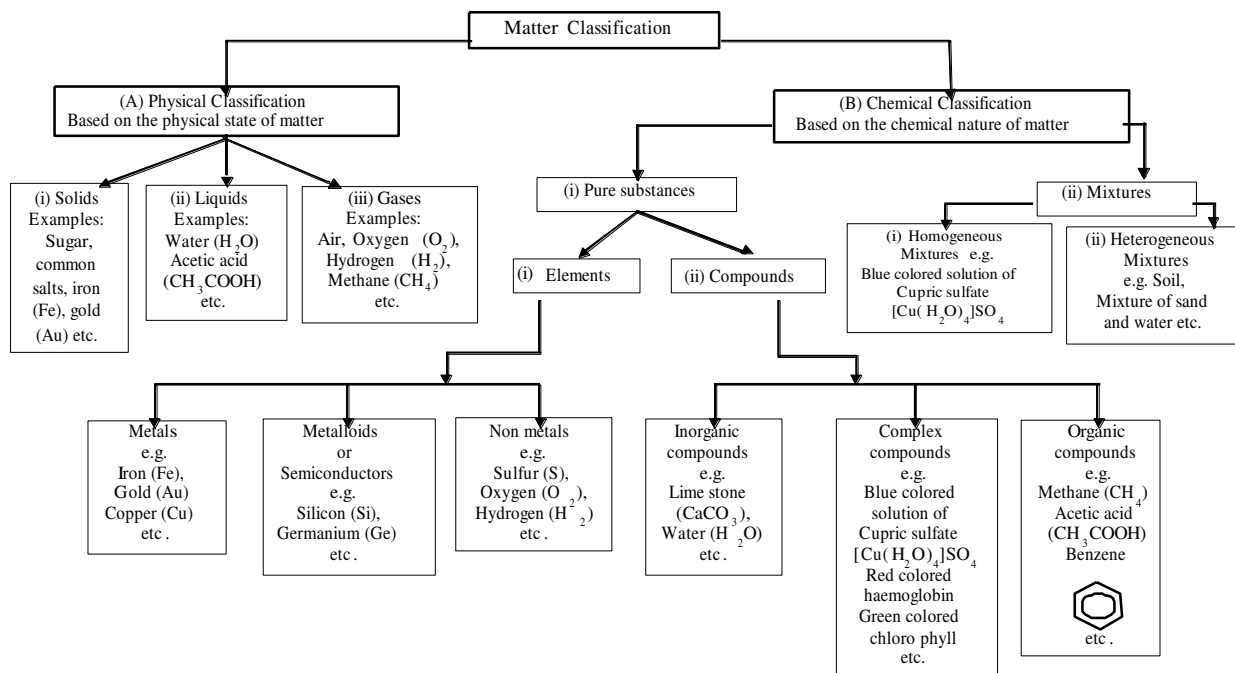 Matter Classification
(A) Physical Classification
Based on the physical state of matter
(B) Chemical Classification
Based on the chemical nature of matter
(i) Solids
Examples:
Sugar,
common
salts, iron
(Fe), gold
(Au) etc.
(ii) Liquids
Examples:
Water (H₂O)
Acetic acid
(CH₃COOH)
etc.
(iii) Gases
Examples:
Air, Oxygen (O₂),
Hydrogen (H₂),
Methane (CH₄)
etc.
(i) Pure substances
(ii) Mixtures
(i) Elements
(ii) Compounds
(i) Homogeneous
Mixtures e.g.
Blue colored solution of
Cupric sulfate
[Cu(H₂O)₄]SO₄
(ii) Heterogeneous
Mixtures
e.g. Soil,
Mixture of sand
and water etc.
Metals
e.g.
Iron (Fe),
Gold (Au)
Copper (Cu)
etc.
Metalloids
or
Semiconductors
e.g.
Silicon (Si),
Germanium (Ge)
etc.
Non metals
e.g.
Sulfur (S)
Oxygen (O₂),
Hydrogen (H₂)
etc.
Inorganic
compounds
e.g.
Lime stone
(CaCO₃),
Water (H₂O)
etc.
Complex
compounds
e.g.
Blue colored
solution of
Cupric sulfate
[Cu(H₂O)₄]SO₄
Red colored
haemoglobin
Green colored
chloro phyll
etc.
Organic
compounds
e.g.
Methane (CH₄)
Acetic acid
(CH₃COOH)
Benzene
etc.